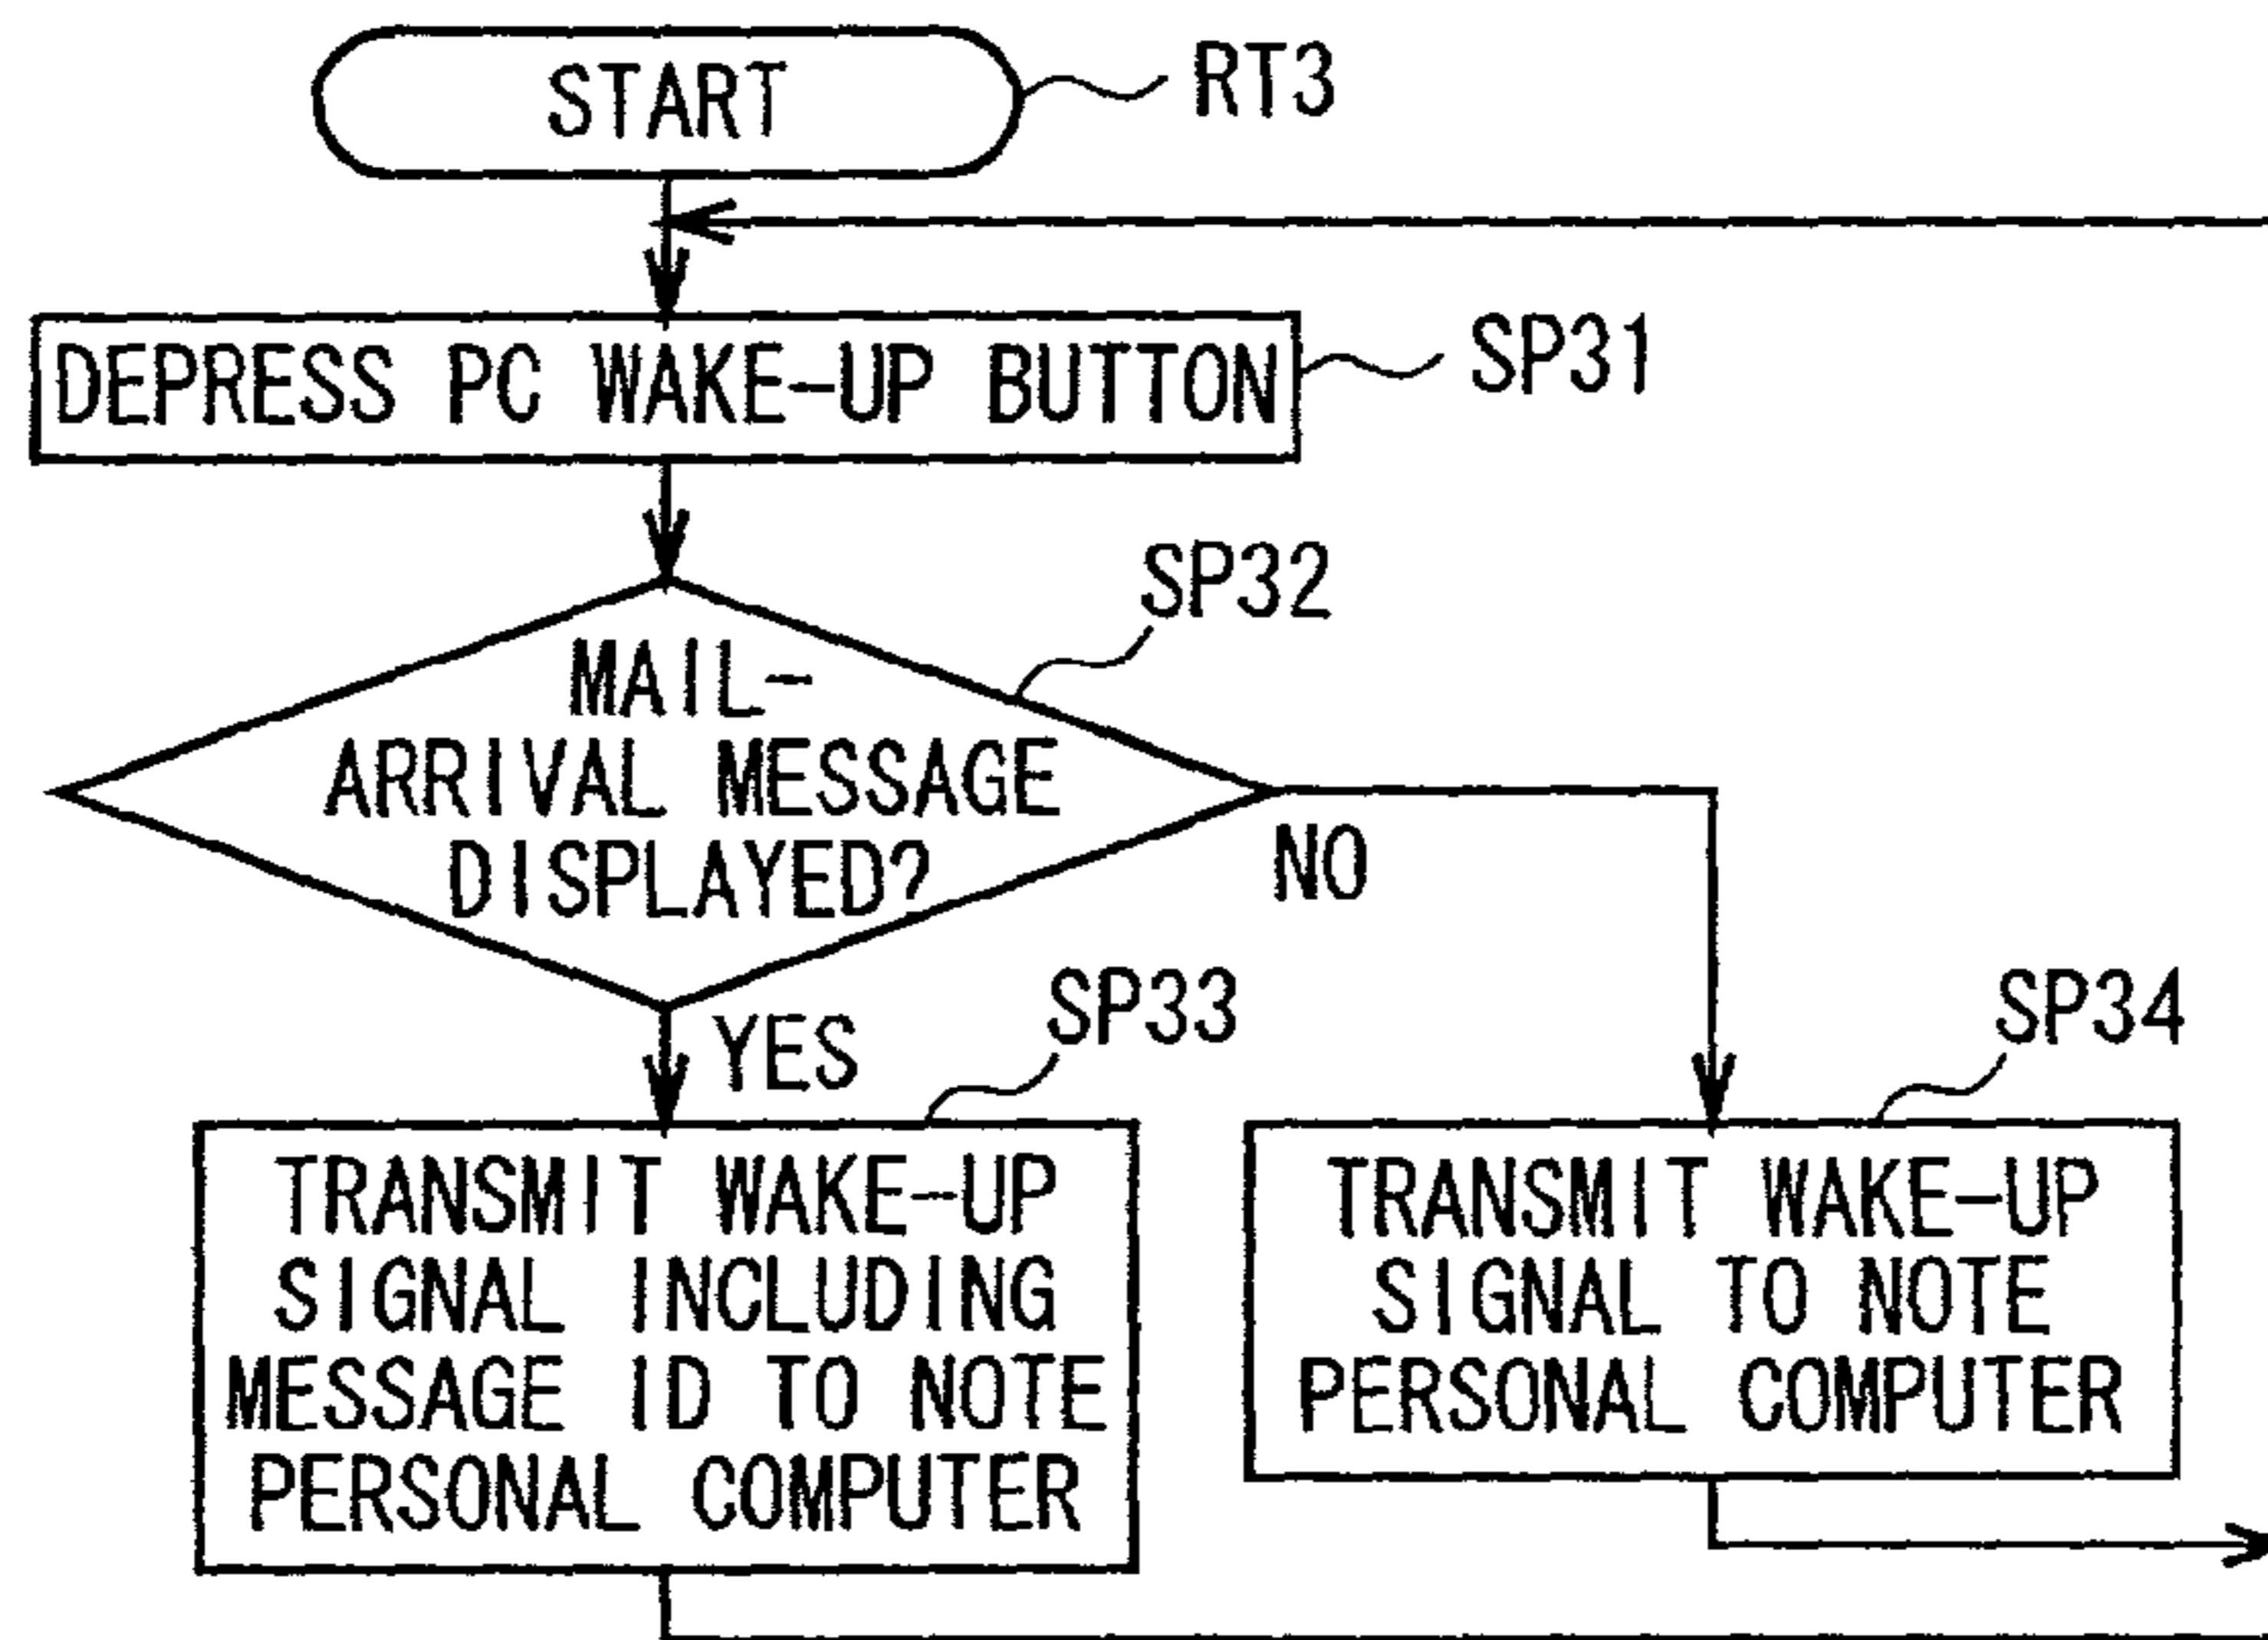 START
RT3
DEPRESS PC WAKE-UP BUTTON
SP31
SP32
MAIL-
ARRIVAL MESSAGE
DISPLAYED?
NO
YES
SP33
TRANSMIT WAKE-UP
SIGNAL INCLUDING
MESSAGE ID TO NOTE
PERSONAL COMPUTER
SP34
TRANSMIT WAKE-UP
SIGNAL TO NOTE
PERSONAL COMPUTER